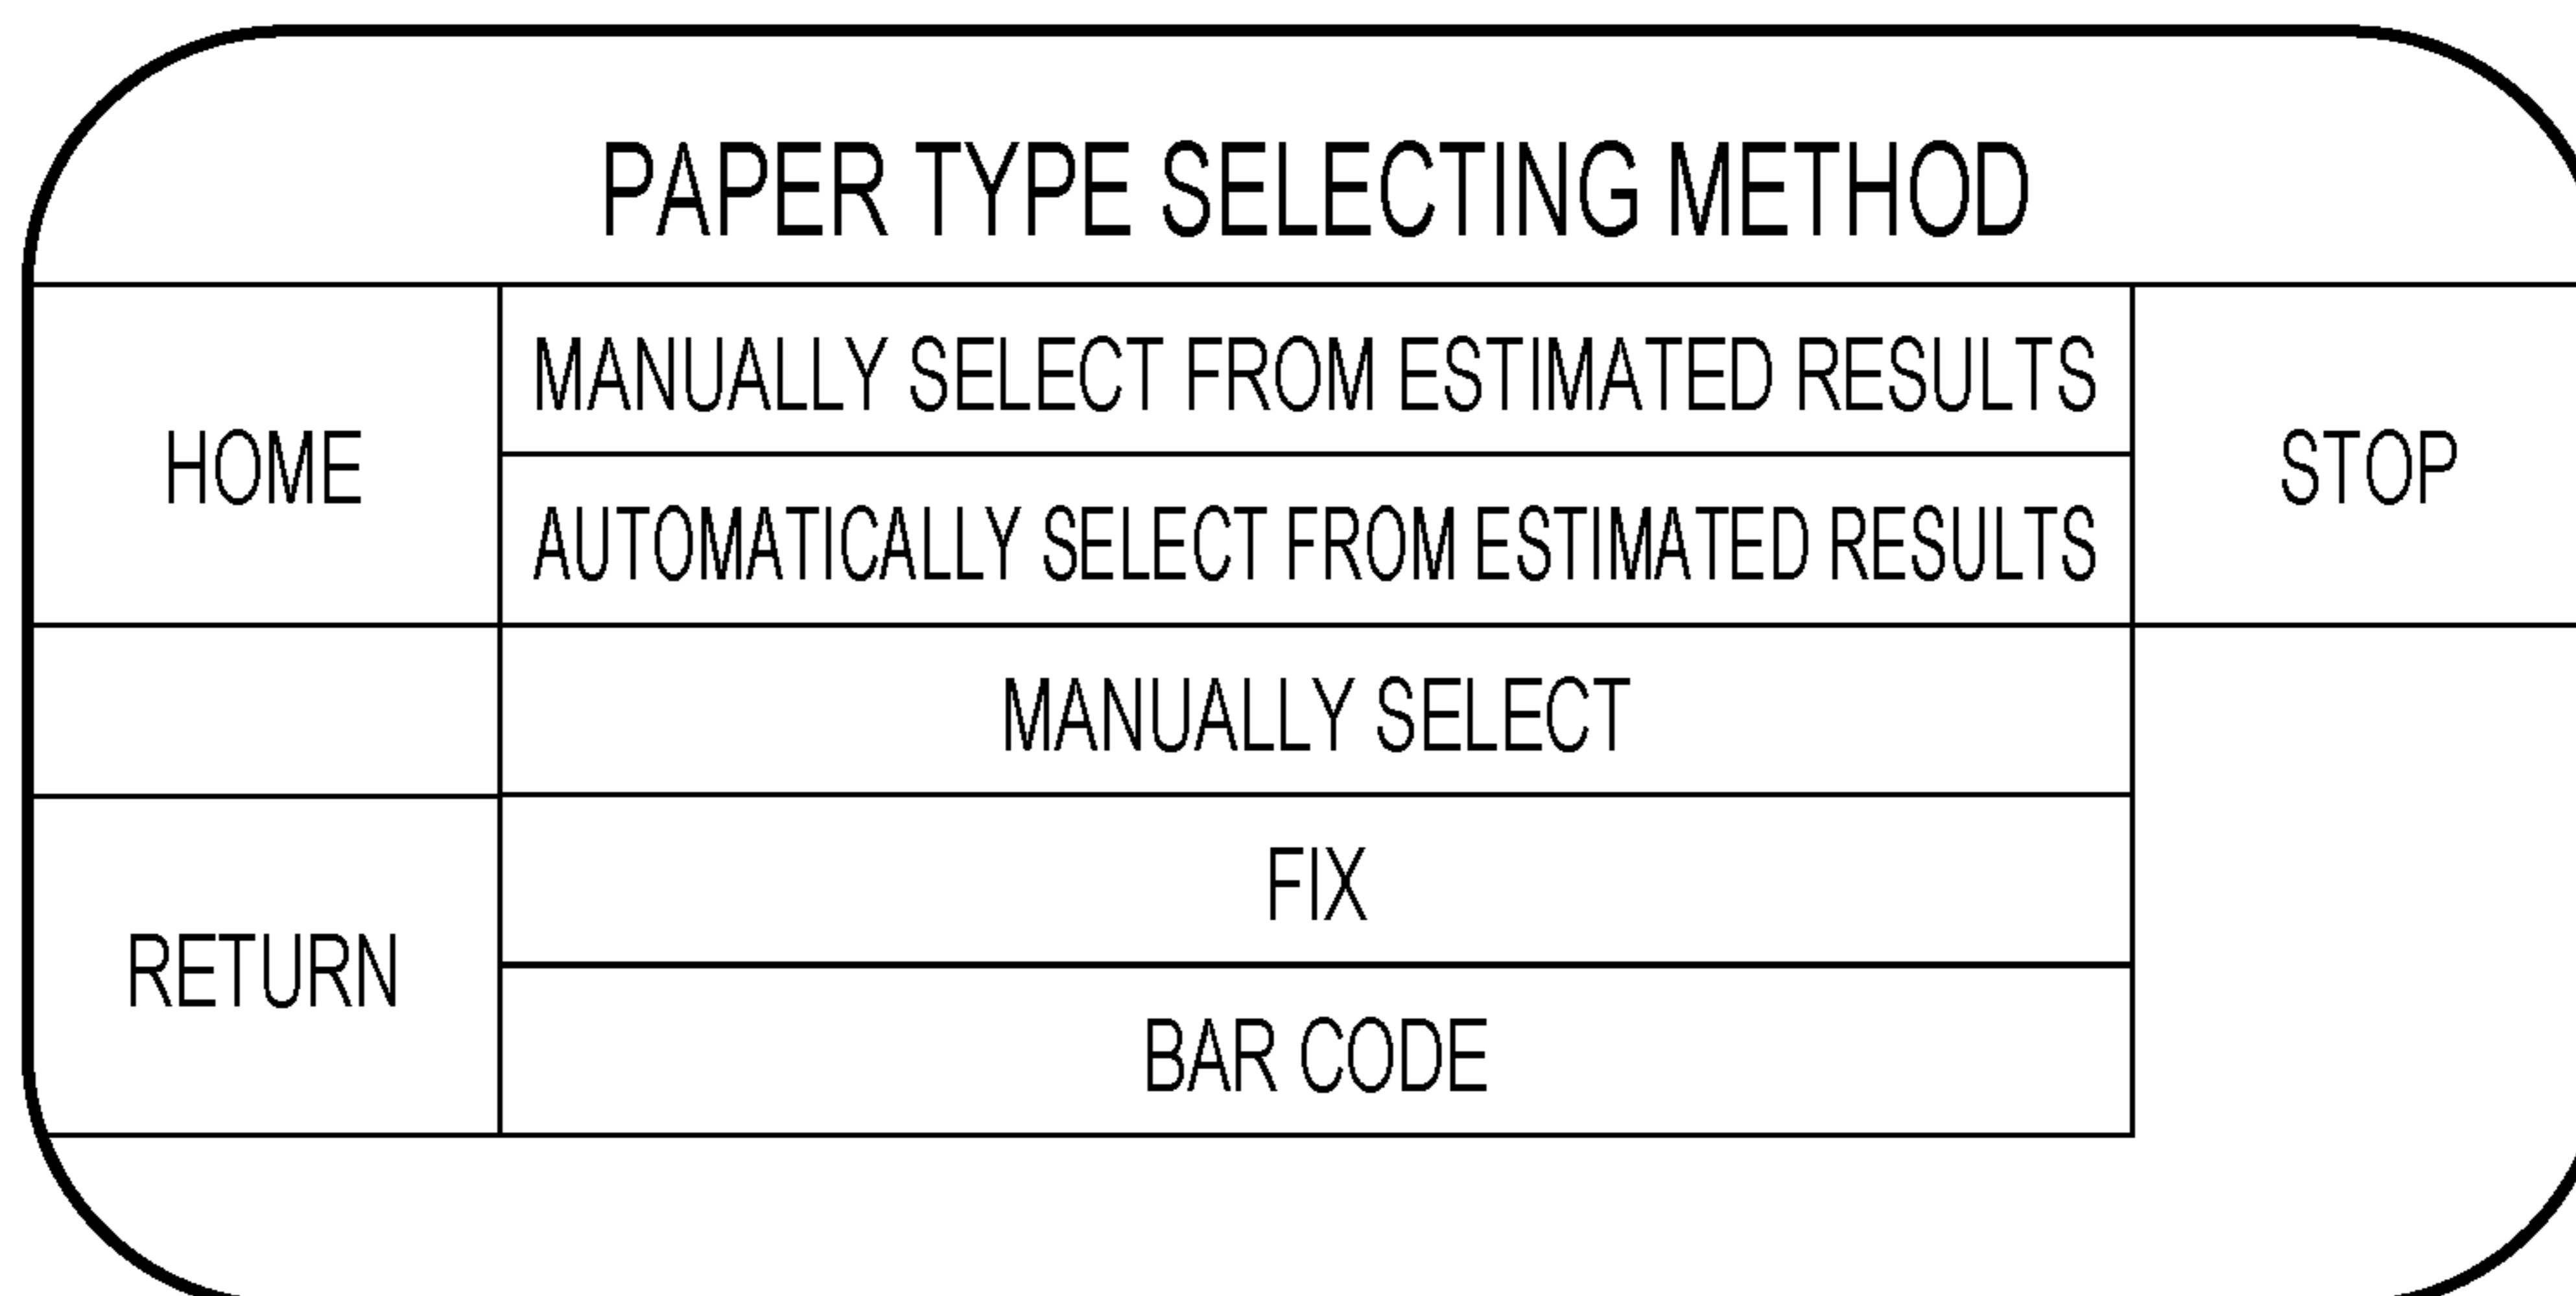 PAPER TYPE SELECTING METHOD
MANUALLY SELECT FROM ESTIMATED RESULTS
HOME
STOP
AUTOMATICALLY SELECT FROM ESTIMATED RESULTS
MANUALLY SELECT
FIX
RETURN
BAR CODE